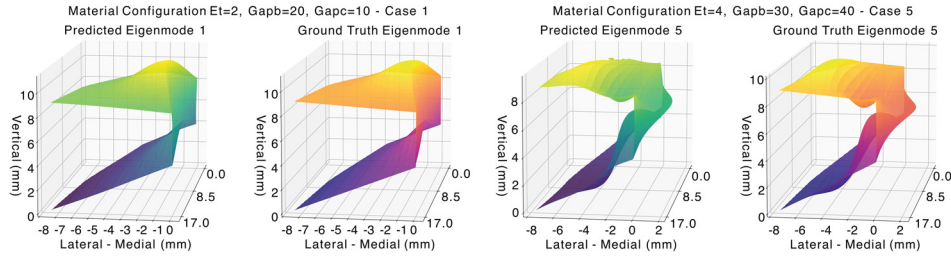 Material Configuration Et=2, Gapb=20, Gapc=10 - Case 1
Predicted Eigenmode 1
Ground Truth Eigenmode 1
Vertical (mm)
10
8
6
4
2
0
-8 -7 -6 -5 -4 -3 -2 -1 0
0.0
8.5
17.0
Lateral - Medial (mm)
Vertical (mm)
10
8
6
4
2
0
-8 -7 -6 -5 -4 -3 -2 -1 0
0.0
8.5
17.0
Lateral - Medial (mm)
Material Configuration Et=4, Gapb=30, Gapc=40 - Case 5
Predicted Eigenmode 5
Ground Truth Eigenmode 5
Vertical (mm)
8
6
4
2
0
-8 -6 -4 -2 0 2
0.0
8.5
17.0
Lateral - Medial (mm)
Vertical (mm)
10
8
6
4
2
0
-8 -6 -4 -2 0 2
0.0
8.5
17.0
Lateral - Medial (mm)